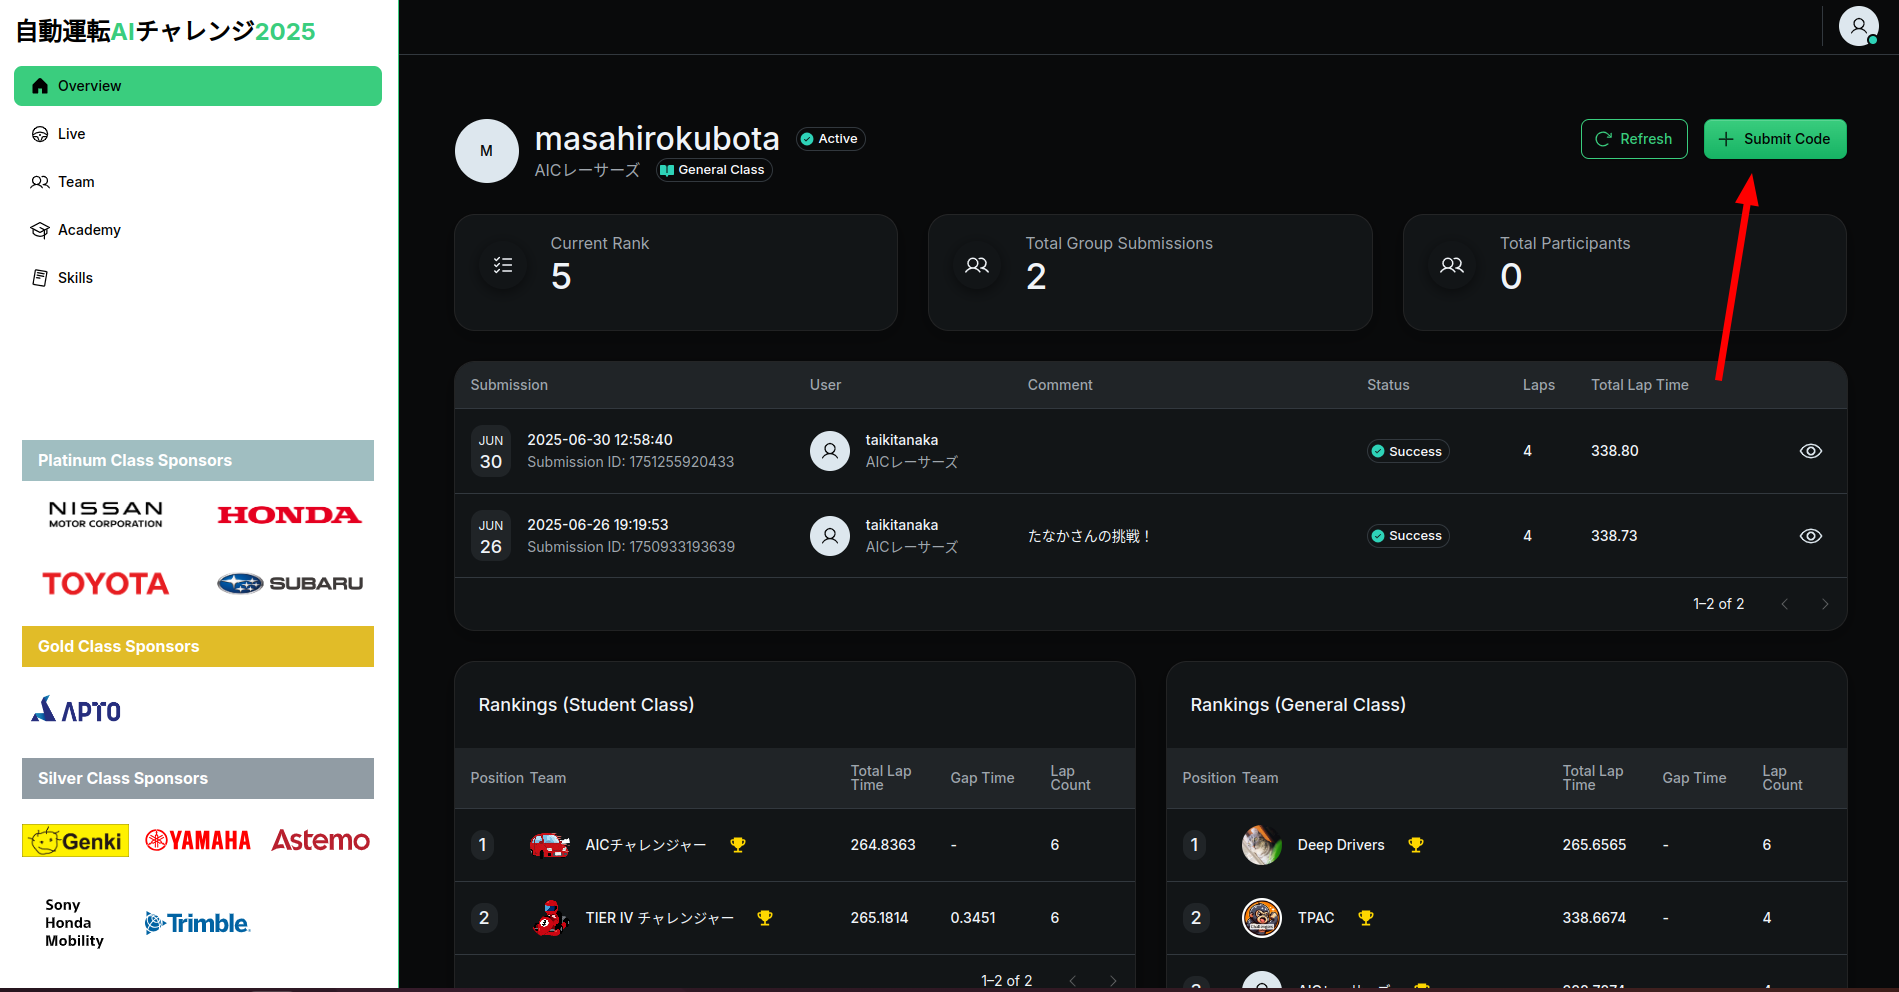 自動運転AIチャレンジ2025
Overview
Live
Team
Academy
Skills
Platinum Class Sponsors
NISSAN
MOTOR CORPORATION
HONDA
TOYOTA
SUBARU
Gold Class Sponsors
APTO
Silver Class Sponsors
Genki
YAMAHA
Astemo
Sony
Honda
Mobility
Trimble
M
masahirokubota
Active
AICレーサーズ
General Class
Refresh
Submit Code
Current Rank
5
Total Group Submissions
2
Total Participants
0
Submission User Comment Status Laps Total Lap Time
JUN
30
2025-06-30 12:58:40
Submission ID: 1751255920433
taikitanaka
AICレーサーズ
Success
4
338.80
JUN
26
2025-06-26 19:19:53
Submission ID: 1750933193639
taikitanaka
AICレーサーズ
たなかさんの挑戦！
Success
4
338.73
1–2 of 2
Rankings (Student Class)
Position Team Total Lap Time Gap Time Lap Count
1 AICチャレンジャー 264.8363 - 6
2 TIER IV チャレンジャー 265.1814 0.3451 6
1–2 of 2
Rankings (General Class)
Position Team Total Lap Time Gap Time Lap Count
1 Deep Drivers 265.6565 - 6
2 TPAC 338.6674 - 4